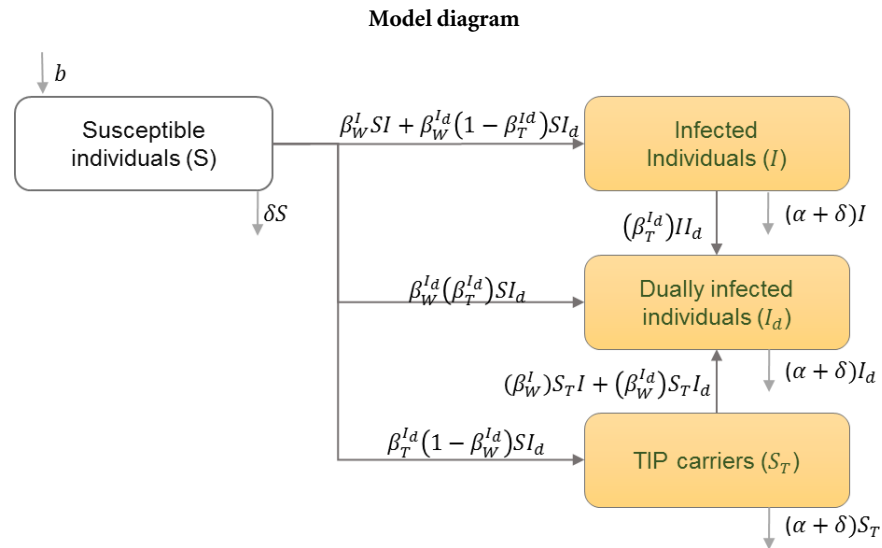 Model diagram
b
Susceptible
individuals (S)
δS
β_W^I SI + β_W^{I_d}(1 − β_T^{I_d})SI_d
Infected
Individuals (I)
(α + δ)I
(β_T^{I_d})II_d
β_W^{I_d}(β_T^{I_d})SI_d
Dually infected
individuals (I_d)
(α + δ)I_d
(β_W^I)S_T I + (β_W^{I_d})S_T I_d
β_T^{I_d}(1 − β_W^{I_d})SI_d
TIP carriers (S_T)
(α + δ)S_T